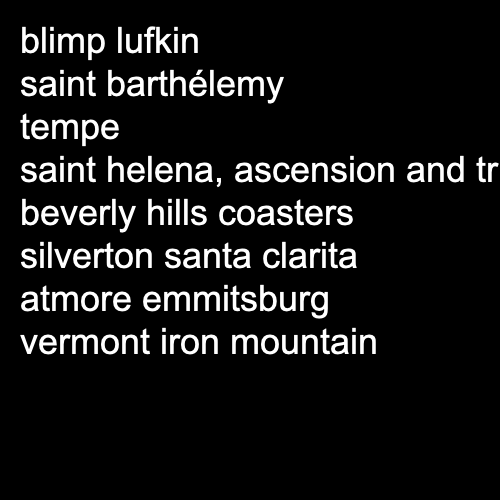 blimp lufkin
saint barthélemy
tempe
saint helena, ascension and tr
beverly hills coasters
silverton santa clarita
atmore emmitsburg
vermont iron mountain